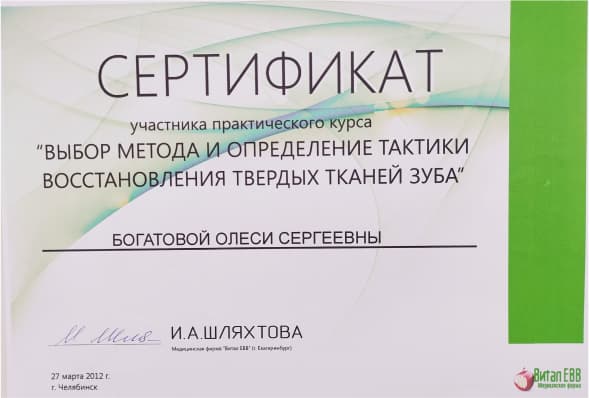 СЕРТИФИКАТ
участника практического курса
“ВЫБОР МЕТОДА И ОПРЕДЕЛЕНИЕ ТАКТИКИ
ВОССТАНОВЛЕНИЯ ТВЕРДЫХ ТКАНЕЙ ЗУБА”
БОГАТОВОЙ ОЛЕСИ СЕРГЕЕВНЫ
И.А.ШЛЯХТОВА
Медицинская фирма "Витал ЕВВ" (г. Екатеринбург)
27 марта 2012 г.
г. Челябинск
Витал ЕВВ
Медицинская фирма